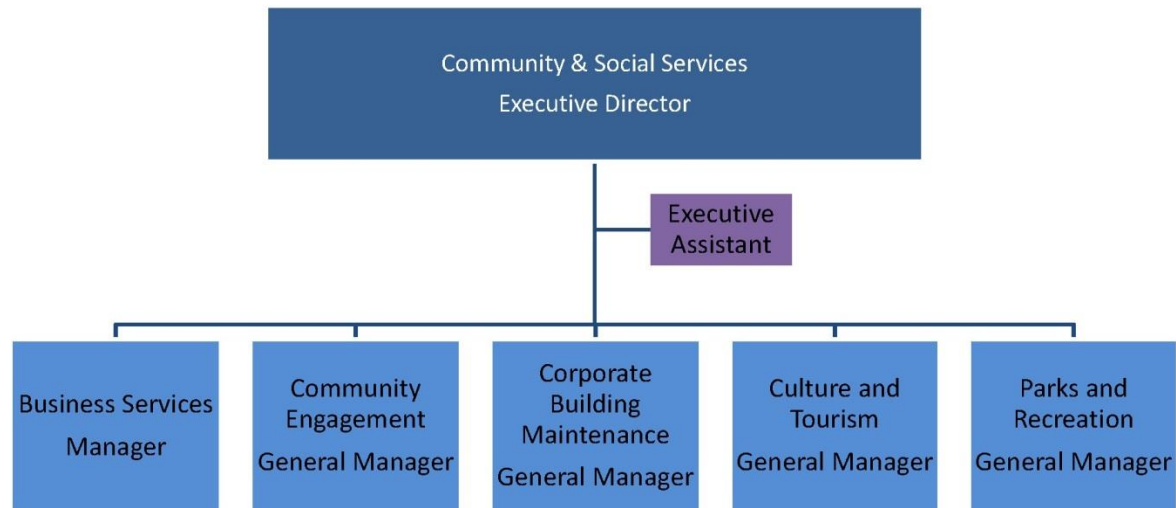 Community & Social Services
Executive Director
Executive
Assistant
Business Services
Manager
Community
Engagement
General Manager
Corporate
Building
Maintenance
General Manager
Culture and
Tourism
General Manager
Parks and
Recreation
General Manager